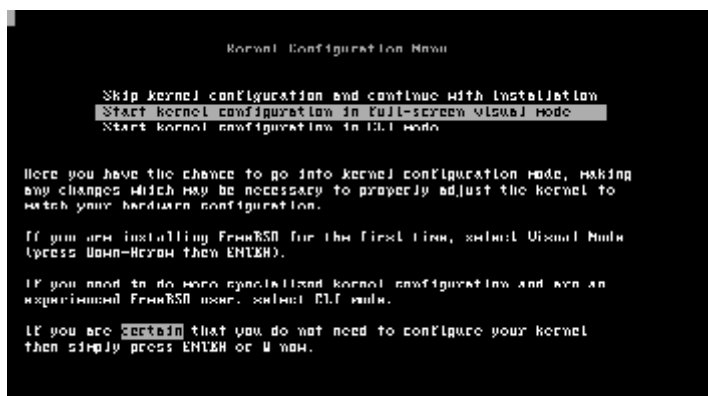 Kernel Configuration Menu
Skip kernel configuration and continue with installation
Start kernel configuration in full-screen visual mode
Start kernel configuration in CLI mode
Here you have the chance to go into kernel configuration mode, making
any changes which may be necessary to properly adjust the kernel to
match your hardware configuration.
If you are installing FreeBSD for the first time, select Visual Mode
(press Down-Arrow then ENTER).
If you need to do more specialized kernel configuration and are an
experienced FreeBSD user, select CLI mode.
If you are certain that you do not need to configure your kernel
then simply press ENTER or Q now.